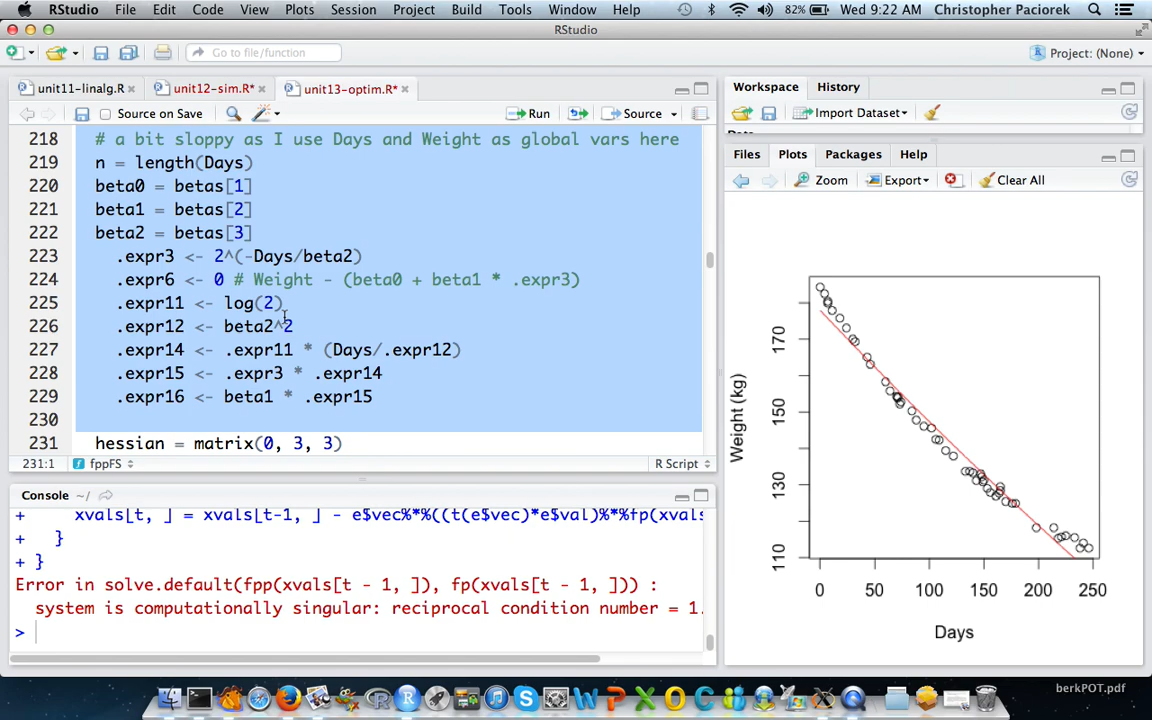 RStudio File Edit Code View Plots Session Project Build Tools Window Help 82% Wed 9:22 AM Christopher Paciorek
RStudio
Go to file/function Project: (None)
unit11-linalg.R unit12-sim.R* unit13-optim.R*
Source on Save Run Source
218 # a bit sloppy as I use Days and Weight as global vars here
219 n = length(Days)
220 beta0 = betas[1]
221 beta1 = betas[2]
222 beta2 = betas[3]
223 .expr3 <- 2^(-Days/beta2)
224 .expr6 <- 0 # Weight - (beta0 + beta1 * .expr3)
225 .expr11 <- log(2)
226 .expr12 <- beta2^2
227 .expr14 <- .expr11 * (Days/.expr12)
228 .expr15 <- .expr3 * .expr14
229 .expr16 <- beta1 * .expr15
230
231 hessian = matrix(0, 3, 3)
231:1 fppFS R Script
Console ~/
+ xvals[t, ] = xvals[t-1, ] - e$vec%*%((t(e$vec)*e$val)%*%fp(xvals
+ }
+ }
Error in solve.default(fpp(xvals[t - 1, ]), fp(xvals[t - 1, ])) :
system is computationally singular: reciprocal condition number = 1.
>
Workspace History
Import Dataset
Files Plots Packages Help
Zoom Export Clear All
Weight (kg)
170
150
130
110
0 50 100 150 200 250
Days
berkPOT.pdf